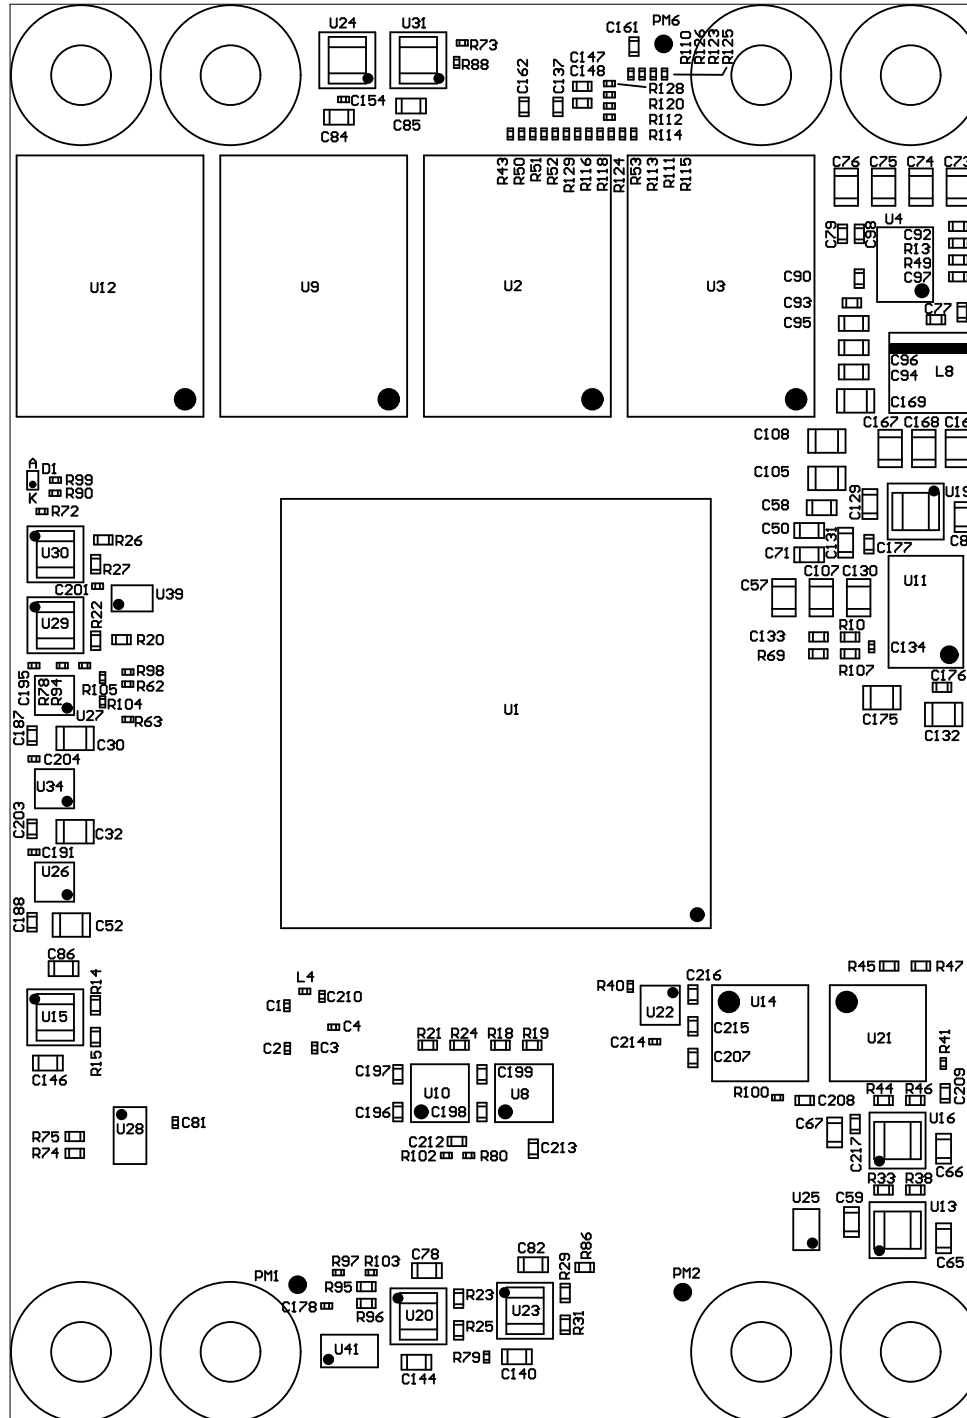 U24 U31 C161 PM6
R110 R126 R123 R125
R73
R88
C147
C148
C162 C137
R128
C154
R120
C84 C85
R112
R114
R43 R50 R51 R52 R129 R116 R118 R124 R53 R113 R111 R115
C76 C75 C74 C73
C79 C98 U4 C92
R13
R49
C90 C97
U12 U9 U2 U3
C93
C77
C95
C96
C94 L8
C169
C167 C168 C16
C108
A
D1
R99
R90
K
R72
C105
C129 U19
C58
C50 C131
C8
U30 R26
R27
C71 C177
C201
U39
C57 C107 C130 U11
R22
U29 R20
C133 R10
C134
R69 R107
C195 R78 R94 R105 R98
R62
R104
U27 R63
C176
C175 C132
U1
C187 C30
C204
U34
C203 C32
C191
U26
C188 C52
C86 R14
U15
R15
C146
L4
C1 C210
C4
C2 C3
R40 U22 C216
C215
C214 C207
U14 U21
R45 R47
R41
C209
R21 R24 R18 R19
C197 C199
U10 U8
C196 C198
C212 C213
R102 R80
R100 C208
R44 R46
U16
C67 C217
C66
R33 R38
U25 C59 U13
C65
R75 U28 C81
R74
R97 R103 C78 C82 R29 R86
PM1 PM2
R95
C178 R96
U20 R23 U23 R31
R25
U41
R79
C144 C140